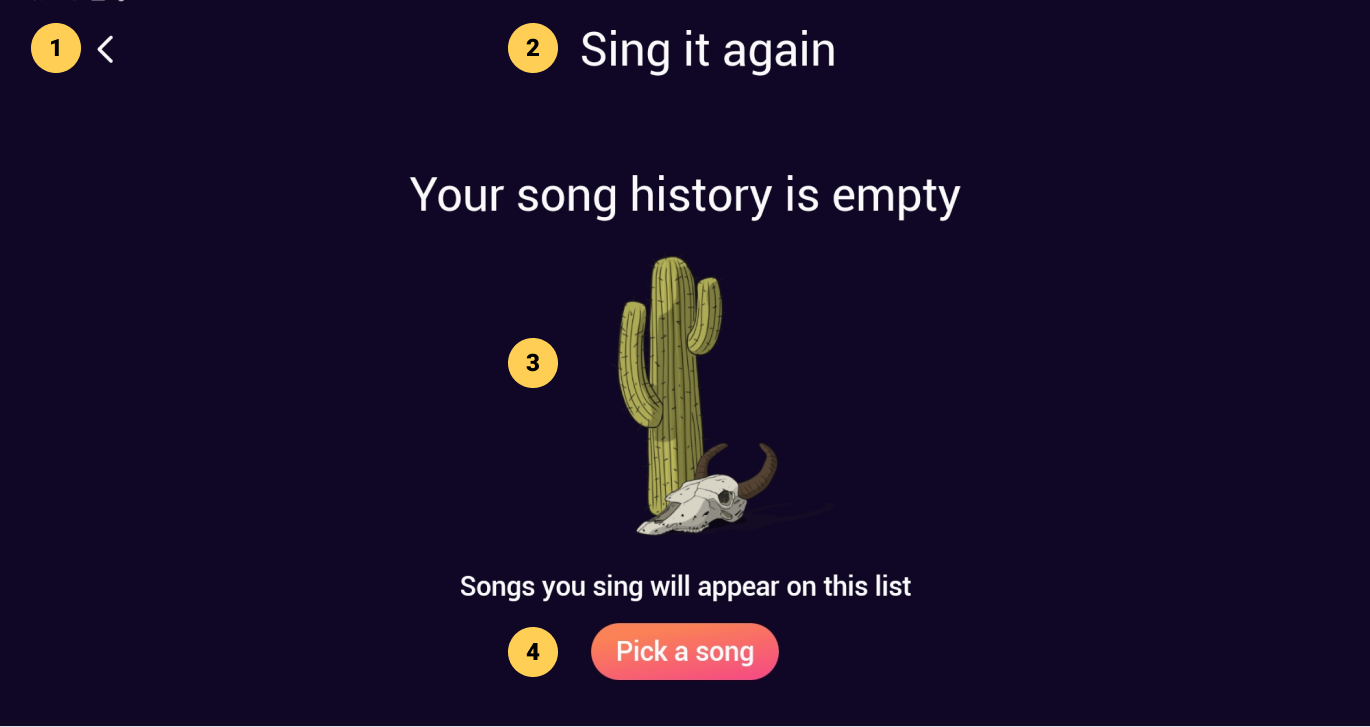 1
2 Sing it again
Your song history is empty
3
Songs you sing will appear on this list
4 Pick a song